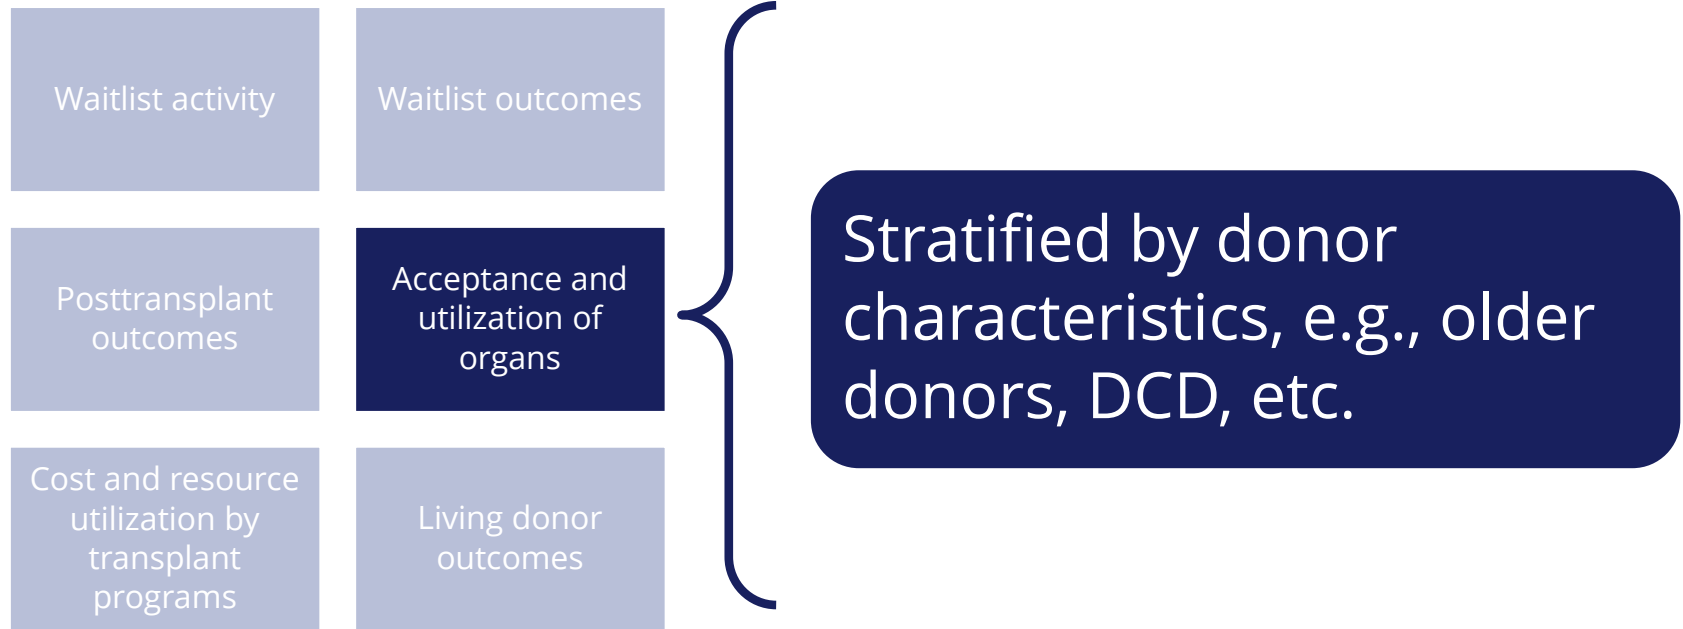 Waitlist activity
Waitlist outcomes
Posttransplant
outcomes
Acceptance and
utilization of
organs
Cost and resource
utilization by
transplant
programs
Living donor
outcomes
Stratified by donor
characteristics, e.g., older
donors, DCD, etc.